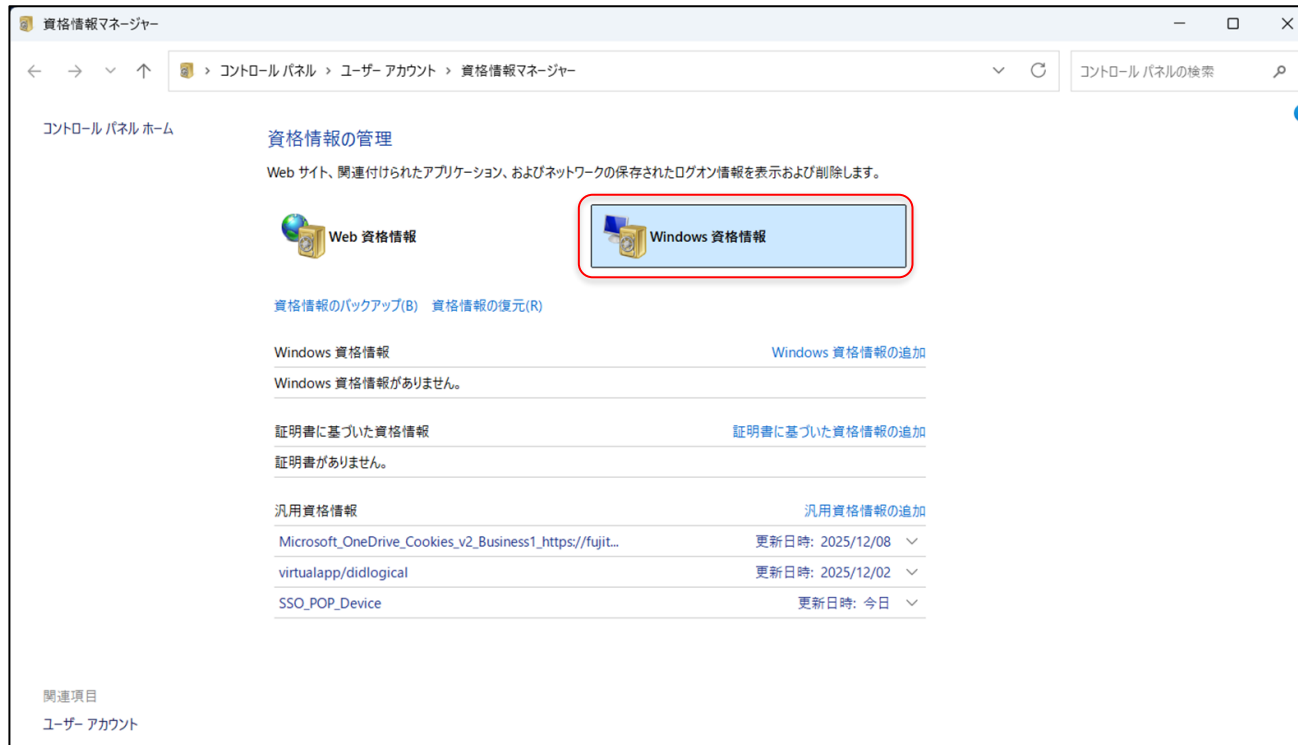 資格情報マネージャー
コントロール パネル › ユーザー アカウント › 資格情報マネージャー
コントロール パネルの検索
コントロール パネル ホーム
資格情報の管理
Web サイト、関連付けられたアプリケーション、およびネットワークの保存されたログオン情報を表示および削除します。
Web 資格情報
Windows 資格情報
資格情報のバックアップ(B) 資格情報の復元(R)
Windows 資格情報 Windows 資格情報の追加
Windows 資格情報がありません。
証明書に基づいた資格情報 証明書に基づいた資格情報の追加
証明書がありません。
汎用資格情報 汎用資格情報の追加
Microsoft_OneDrive_Cookies_v2_Business1_https://fujit... 更新日時: 2025/12/08
virtualapp/didlogical 更新日時: 2025/12/02
SSO_POP_Device 更新日時: 今日
関連項目
ユーザー アカウント